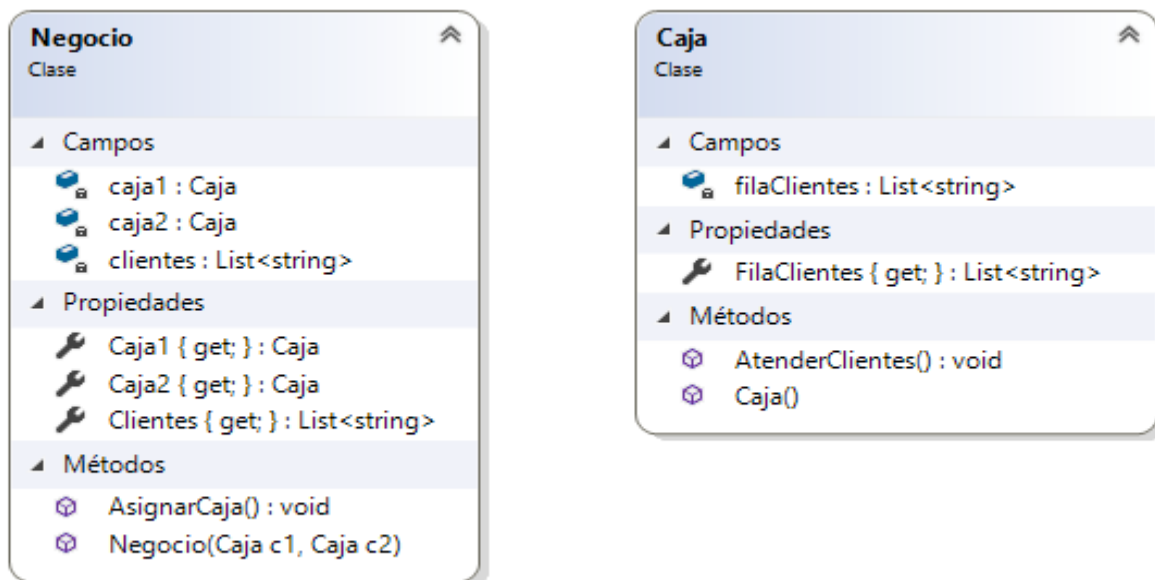 Negocio
Clase
Campos
caja1 : Caja
caja2 : Caja
clientes : List<string>
Propiedades
Caja1 { get; } : Caja
Caja2 { get; } : Caja
Clientes { get; } : List<string>
Métodos
AsignarCaja() : void
Negocio(Caja c1, Caja c2)
Caja
Clase
Campos
filaClientes : List<string>
Propiedades
FilaClientes { get; } : List<string>
Métodos
AtenderClientes() : void
Caja()